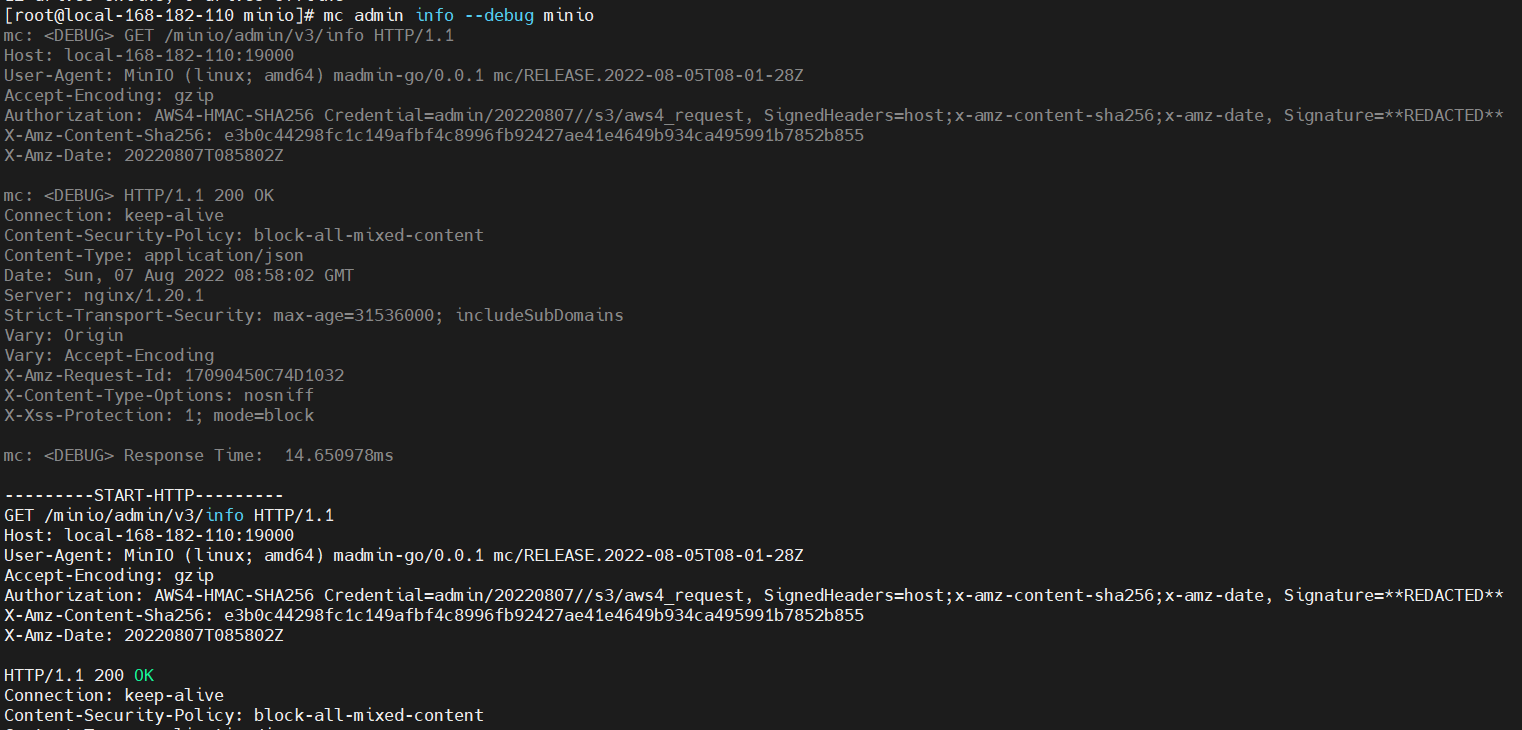 [root@local-168-182-110 minio]# mc admin info --debug minio
mc: <DEBUG> GET /minio/admin/v3/info HTTP/1.1
Host: local-168-182-110:19000
User-Agent: MinIO (linux; amd64) madmin-go/0.0.1 mc/RELEASE.2022-08-05T08-01-28Z
Accept-Encoding: gzip
Authorization: AWS4-HMAC-SHA256 Credential=admin/20220807//s3/aws4_request, SignedHeaders=host;x-amz-content-sha256;x-amz-date, Signature=**REDACTED**
X-Amz-Content-Sha256: e3b0c44298fc1c149afbf4c8996fb92427ae41e4649b934ca495991b7852b855
X-Amz-Date: 20220807T085802Z
mc: <DEBUG> HTTP/1.1 200 OK
Connection: keep-alive
Content-Security-Policy: block-all-mixed-content
Content-Type: application/json
Date: Sun, 07 Aug 2022 08:58:02 GMT
Server: nginx/1.20.1
Strict-Transport-Security: max-age=31536000; includeSubDomains
Vary: Origin
Vary: Accept-Encoding
X-Amz-Request-Id: 17090450C74D1032
X-Content-Type-Options: nosniff
X-Xss-Protection: 1; mode=block
mc: <DEBUG> Response Time:  14.650978ms
---------START-HTTP---------
GET /minio/admin/v3/info HTTP/1.1
Host: local-168-182-110:19000
User-Agent: MinIO (linux; amd64) madmin-go/0.0.1 mc/RELEASE.2022-08-05T08-01-28Z
Accept-Encoding: gzip
Authorization: AWS4-HMAC-SHA256 Credential=admin/20220807//s3/aws4_request, SignedHeaders=host;x-amz-content-sha256;x-amz-date, Signature=**REDACTED**
X-Amz-Content-Sha256: e3b0c44298fc1c149afbf4c8996fb92427ae41e4649b934ca495991b7852b855
X-Amz-Date: 20220807T085802Z
HTTP/1.1 200 OK
Connection: keep-alive
Content-Security-Policy: block-all-mixed-content